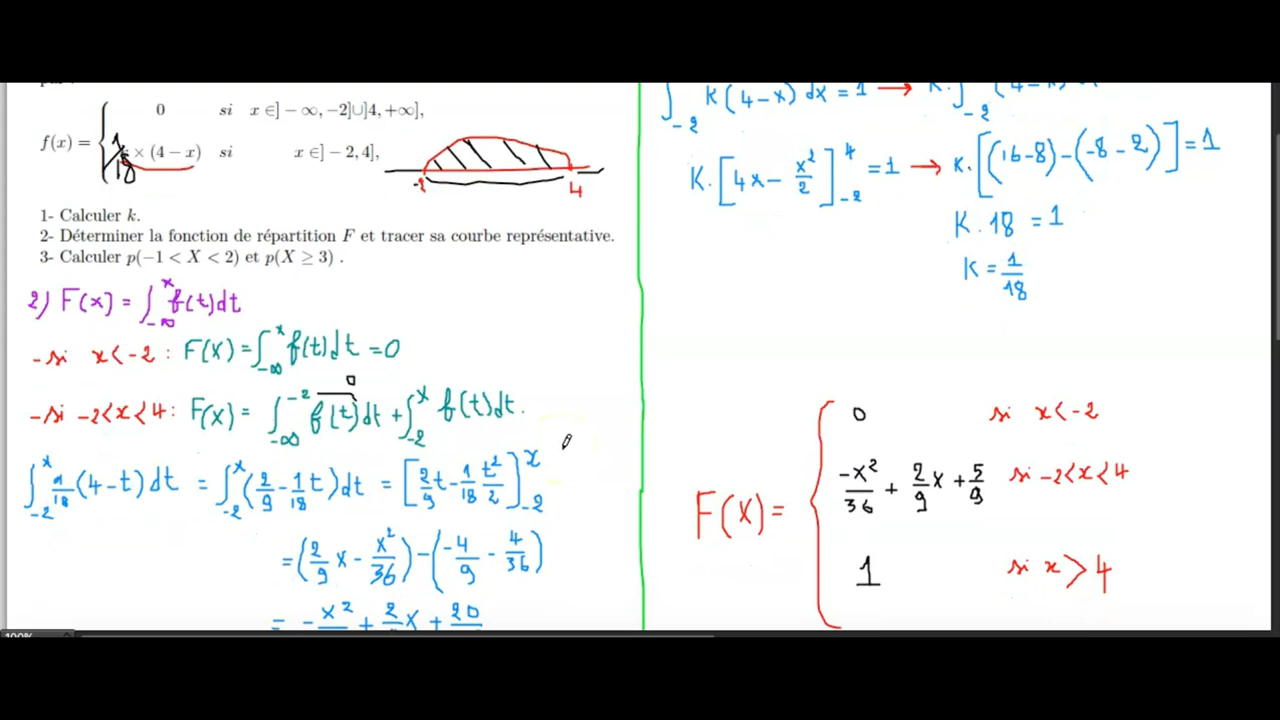 0 si x ∈] − ∞, −2]∪]4, +∞[,
f(x) = {
1/18 × (4 − x) si x ∈] − 2, 4],
-2 4
1- Calculer k.
2- Déterminer la fonction de répartition F et tracer sa courbe représentative.
3- Calculer p(−1 < X < 2) et p(X ≥ 3) .
2) F(x) = ∫_{-∞}^{x} f(t)dt
- si x < -2 : F(x) = ∫_{-∞}^{x} f(t)dt = 0
0
- si -2<x<4 : F(x) = ∫_{-∞}^{-2} f(t)dt + ∫_{-2}^{x} f(t)dt.
∫_{-2}^{x} 1/18 (4-t)dt = ∫_{-2}^{x} (2/9 - 1/18 t)dt = [2/9 t - 1/18 t²/2]_{-2}^{x}
= (2/9 x - x²/36) - (-4/9 - 4/36)
= - x² + 2 x + 20
∫_{-2} K(4-x)dx = 1 → K. ∫_{-2}
K.[4x - x²/2]_{-2}^{4} = 1 → K.[(16-8) - (-8-2)] = 1
K.18 = 1
K = 1/18
F(x) = {
0 si x < -2
-x²/36 + 2/9 x + 5/9 si -2<x<4
1 si x > 4
100%